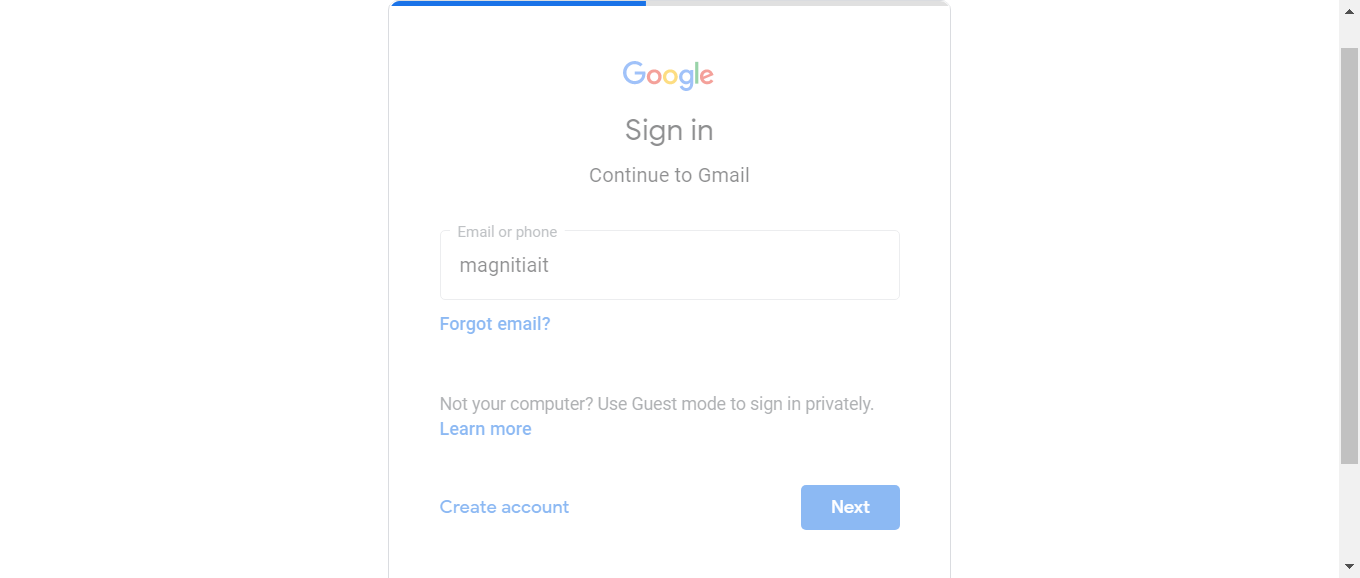 Google
Sign in
Continue to Gmail
Email or phone
magnitiait
Forgot email?
Not your computer? Use Guest mode to sign in privately.
Learn more
Create account
Next